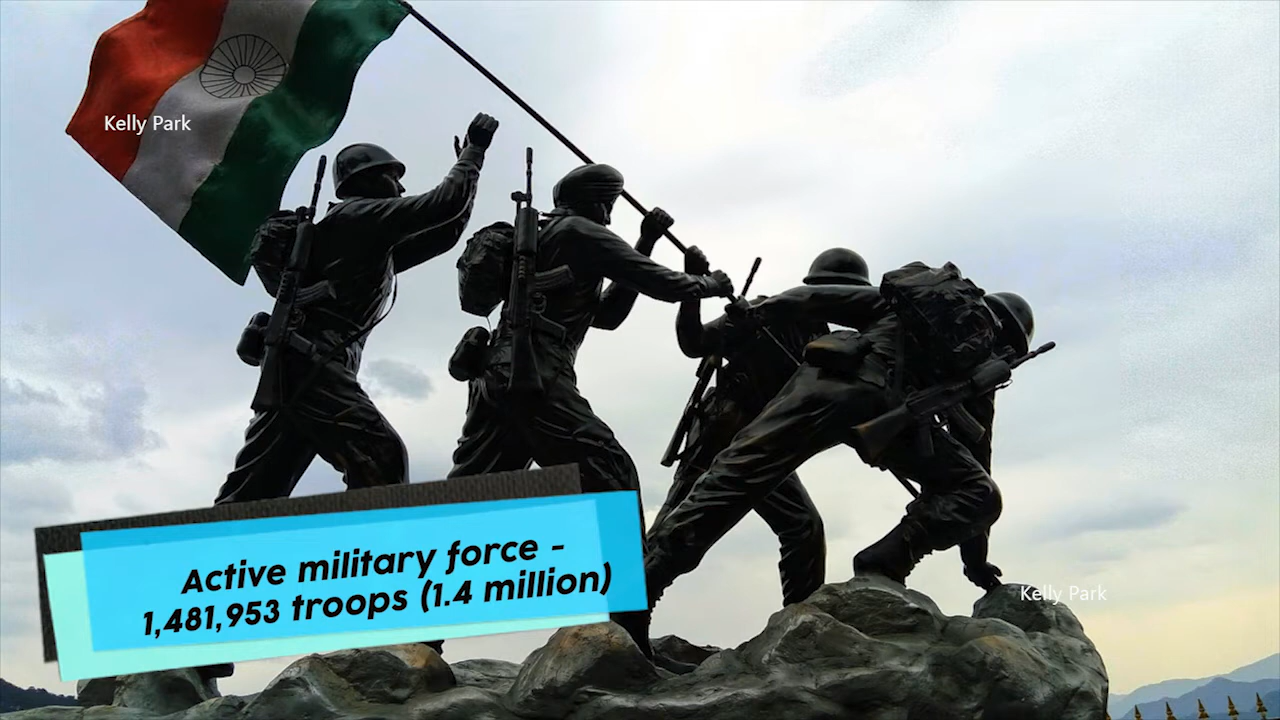 Kelly Park
Active military force -
1,481,953 troops (1.4 million)
Kelly Park